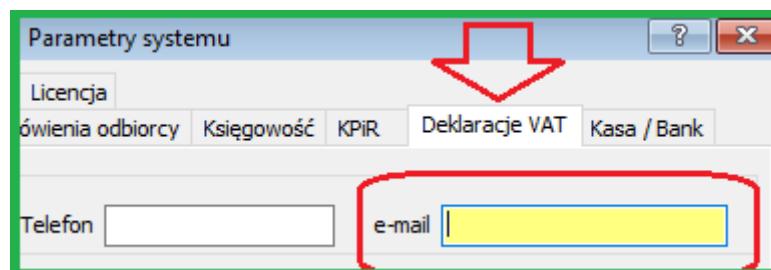 Parametry systemu
Licencja
ówienia odbiorcy Księgowość KPiR Deklaracje VAT Kasa / Bank
Telefon e-mail